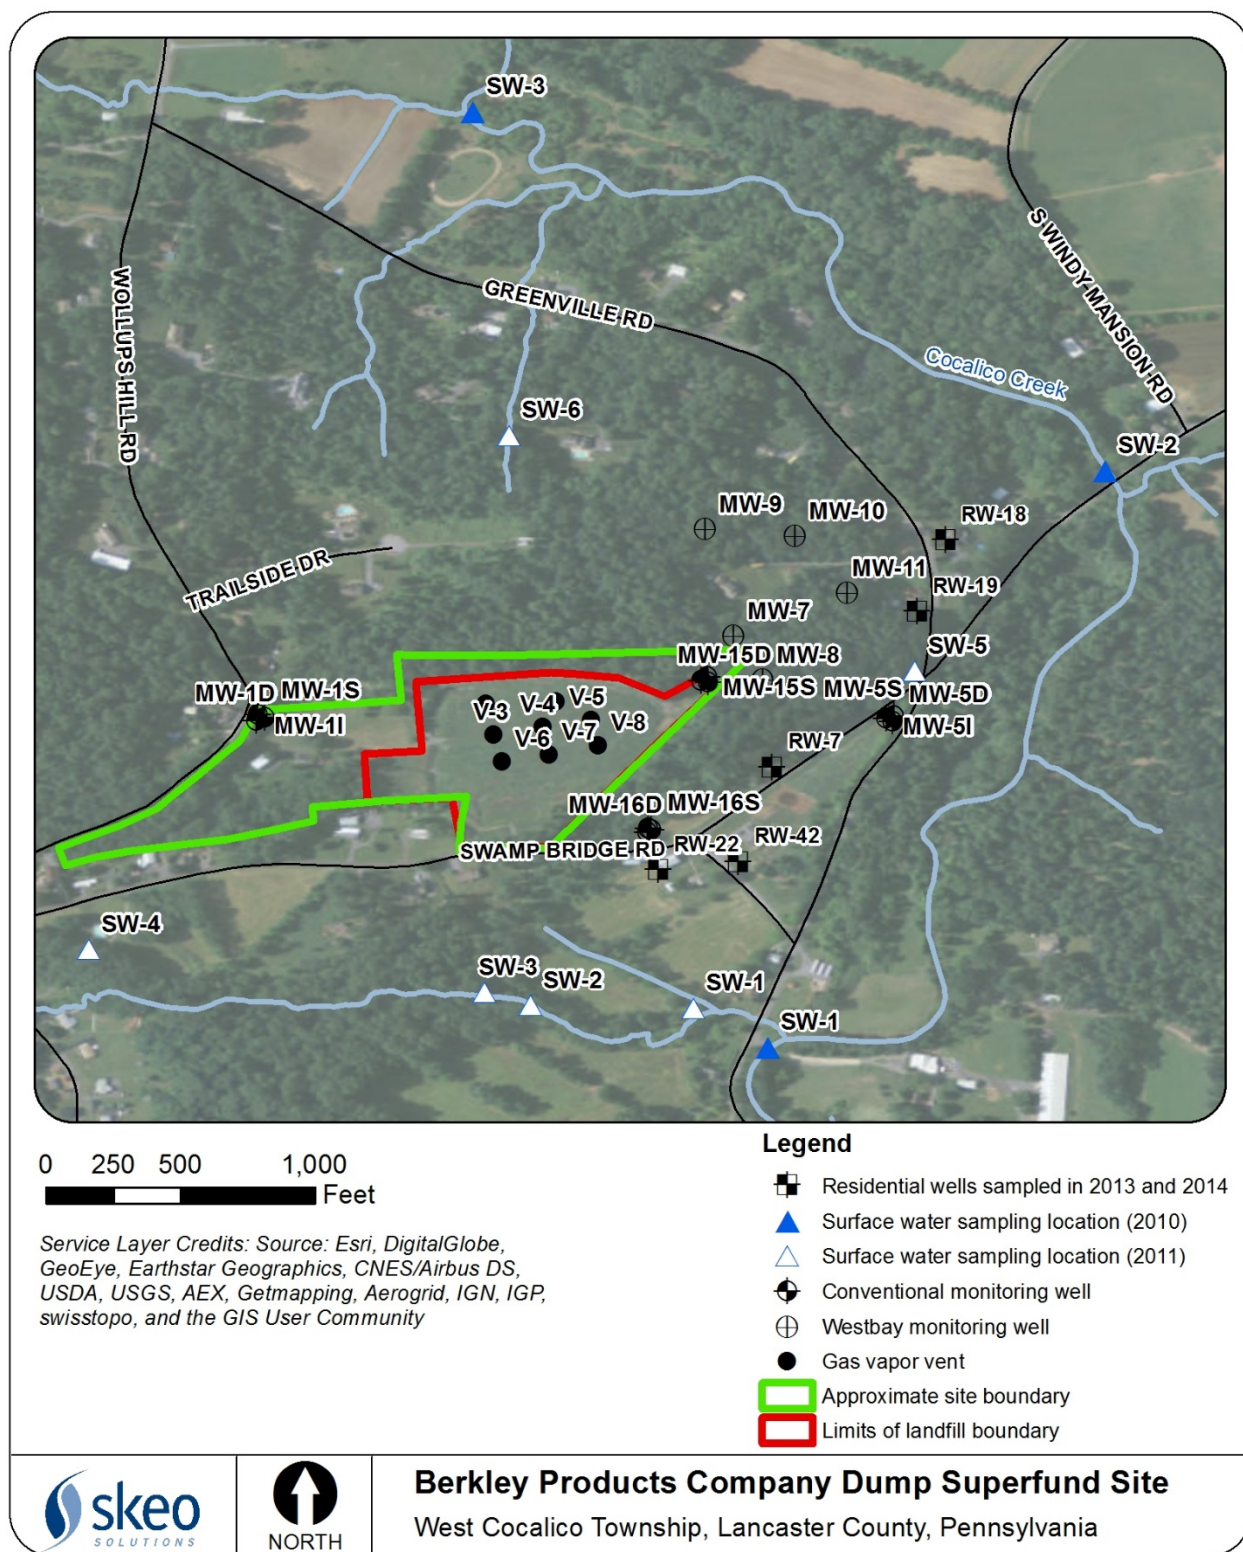 SW-3
WOLLUPS HILL RD
GREENVILLE RD
S WINDY MANSION RD
Cocalico Creek
SW-6
SW-2
MW-9
MW-10
RW-18
TRAILSIDE DR
MW-11
RW-19
MW-7
SW-5
MW-15D MW-8
MW-15S MW-5S MW-5D
MW-1D MW-1S
MW-1I
MW-5I
V-5
V-3 V-4
V-8
V-6 V-7
RW-7
MW-16D MW-16S
SWAMP BRIDGE RD
RW-22
RW-42
SW-4
SW-3
SW-2
SW-1
SW-1
0 250 500 1,000
Feet
Service Layer Credits: Source: Esri, DigitalGlobe,
GeoEye, Earthstar Geographics, CNES/Airbus DS,
USDA, USGS, AEX, Getmapping, Aerogrid, IGN, IGP,
swisstopo, and the GIS User Community
Legend
Residential wells sampled in 2013 and 2014
Surface water sampling location (2010)
Surface water sampling location (2011)
Conventional monitoring well
Westbay monitoring well
Gas vapor vent
Approximate site boundary
Limits of landfill boundary
skeo
SOLUTIONS
NORTH
Berkley Products Company Dump Superfund Site
West Cocalico Township, Lancaster County, Pennsylvania